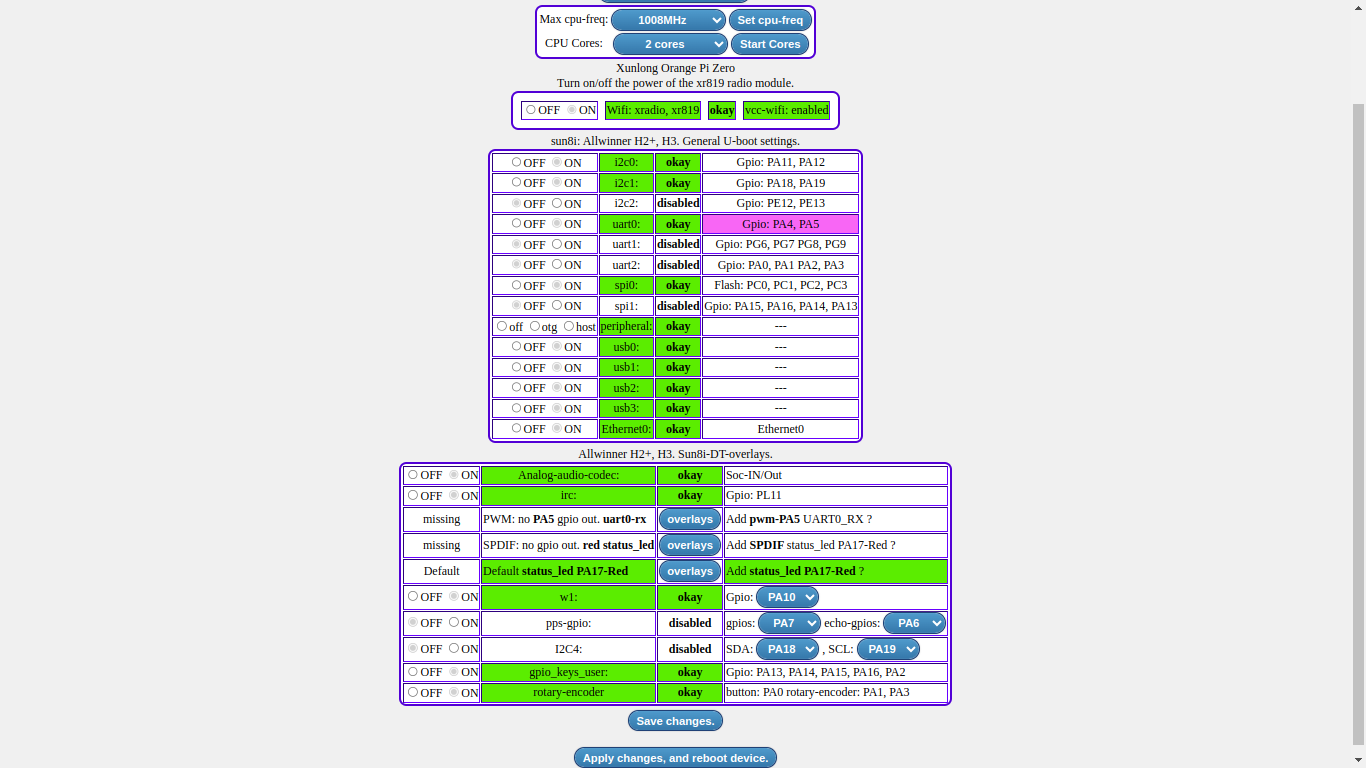 Max cpu-freq: 1008MHz Set cpu-freq
CPU Cores: 2 cores Start Cores
Xunlong Orange Pi Zero
Turn on/off the power of the xr819 radio module.
OFF ON Wifi: xradio, xr819 okay vcc-wifi: enabled
sun8i: Allwinner H2+, H3. General U-boot settings.
OFF ON i2c0: okay Gpio: PA11, PA12
OFF ON i2c1: okay Gpio: PA18, PA19
OFF ON i2c2: disabled Gpio: PE12, PE13
OFF ON uart0: okay Gpio: PA4, PA5
OFF ON uart1: disabled Gpio: PG6, PG7 PG8, PG9
OFF ON uart2: disabled Gpio: PA0, PA1 PA2, PA3
OFF ON spi0: okay Flash: PC0, PC1, PC2, PC3
OFF ON spi1: disabled Gpio: PA15, PA16, PA14, PA13
off otg host peripheral: okay ---
OFF ON usb0: okay ---
OFF ON usb1: okay ---
OFF ON usb2: okay ---
OFF ON usb3: okay ---
OFF ON Ethernet0: okay Ethernet0
Allwinner H2+, H3. Sun8i-DT-overlays.
OFF ON Analog-audio-codec: okay Soc-IN/Out
OFF ON irc: okay Gpio: PL11
missing PWM: no PA5 gpio out. uart0-rx overlays Add pwm-PA5 UART0_RX ?
missing SPDIF: no gpio out. red status_led overlays Add SPDIF status_led PA17-Red ?
Default Default status_led PA17-Red overlays Add status_led PA17-Red ?
OFF ON w1: okay Gpio: PA10
OFF ON pps-gpio: disabled gpios: PA7 echo-gpios: PA6
OFF ON I2C4: disabled SDA: PA18 , SCL: PA19
OFF ON gpio_keys_user: okay Gpio: PA13, PA14, PA15, PA16, PA2
OFF ON rotary-encoder okay button: PA0 rotary-encoder: PA1, PA3
Save changes.
Apply changes, and reboot device.